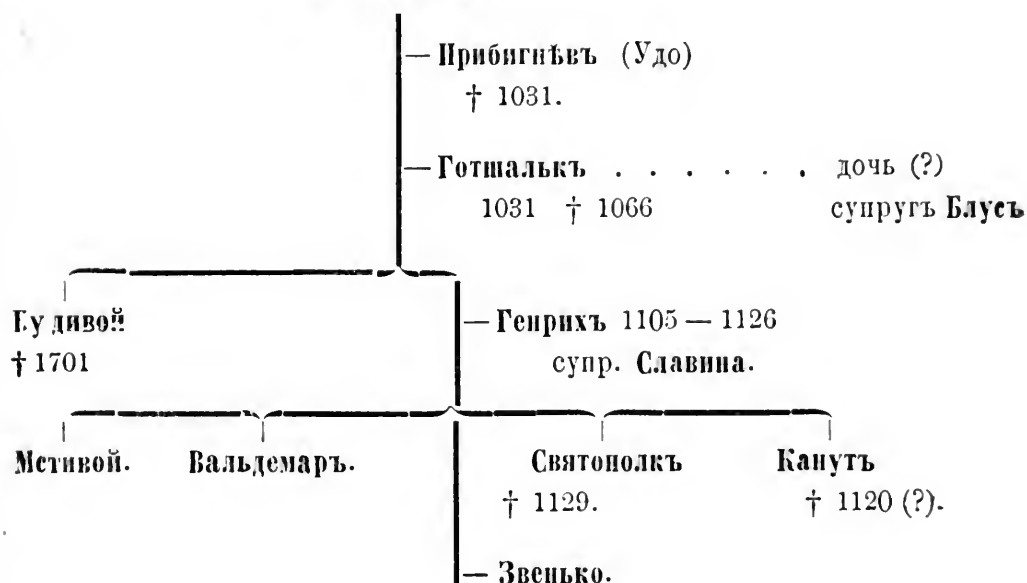 — Прибигнѣвъ (Удо)
† 1031.
— Готшалькъ . . . . . . дочь (?)
1031 † 1066 супругъ Блусъ
Будивой
† 1701
— Генрихъ 1105 — 1126
супр. Славина.
Мстивой. Вальдемаръ. Святополкъ Канутъ
† 1129. † 1120 (?).
— Звенько.